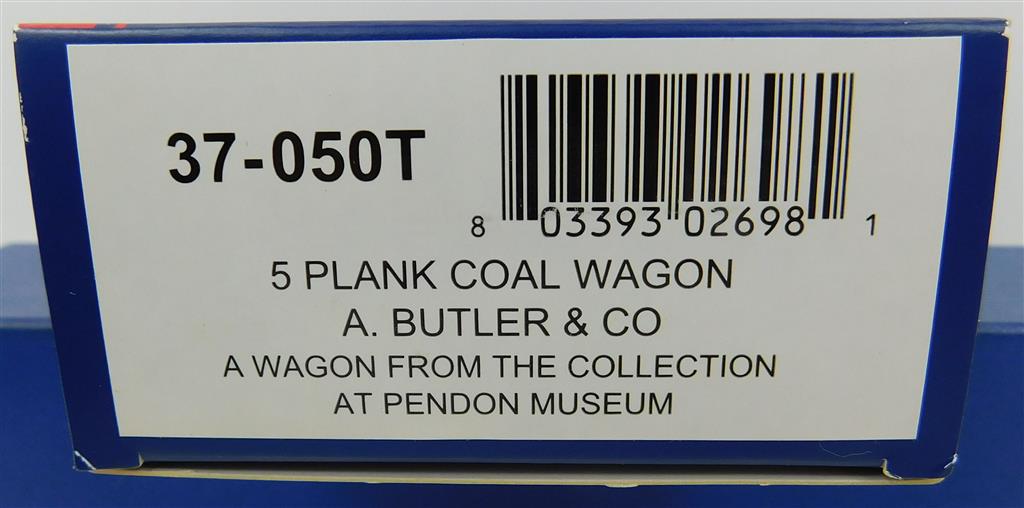 37-050T
8 03393 02698 1
5 PLANK COAL WAGON
A. BUTLER & CO
A WAGON FROM THE COLLECTION
AT PENDON MUSEUM